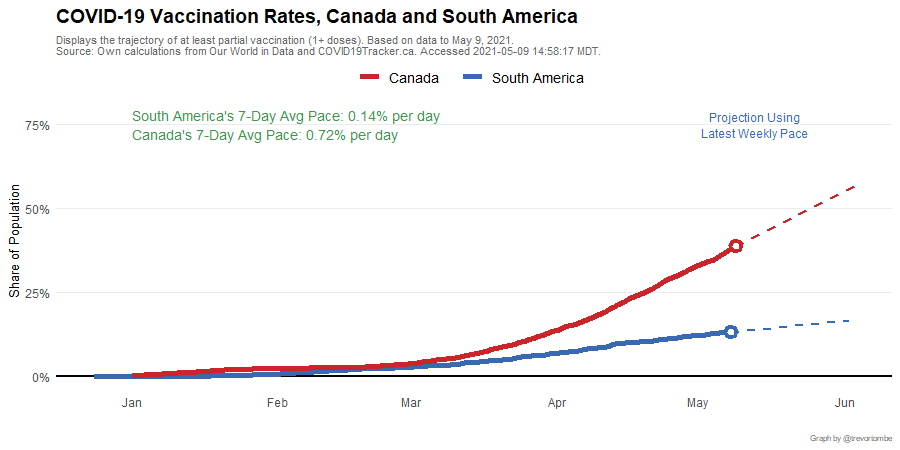 COVID-19 Vaccination Rates, Canada and South America
Displays the trajectory of at least partial vaccination (1+ doses). Based on data to May 9, 2021.
Source: Own calculations from Our World in Data and COVID19Tracker.ca. Accessed 2021-05-09 14:58:17 MDT.
Canada South America
South America's 7-Day Avg Pace: 0.14% per day
Canada's 7-Day Avg Pace: 0.72% per day
Projection Using
Latest Weekly Pace
Share of Population
75%
50%
25%
0%
Jan Feb Mar Apr May Jun
Graph by @trevortombe